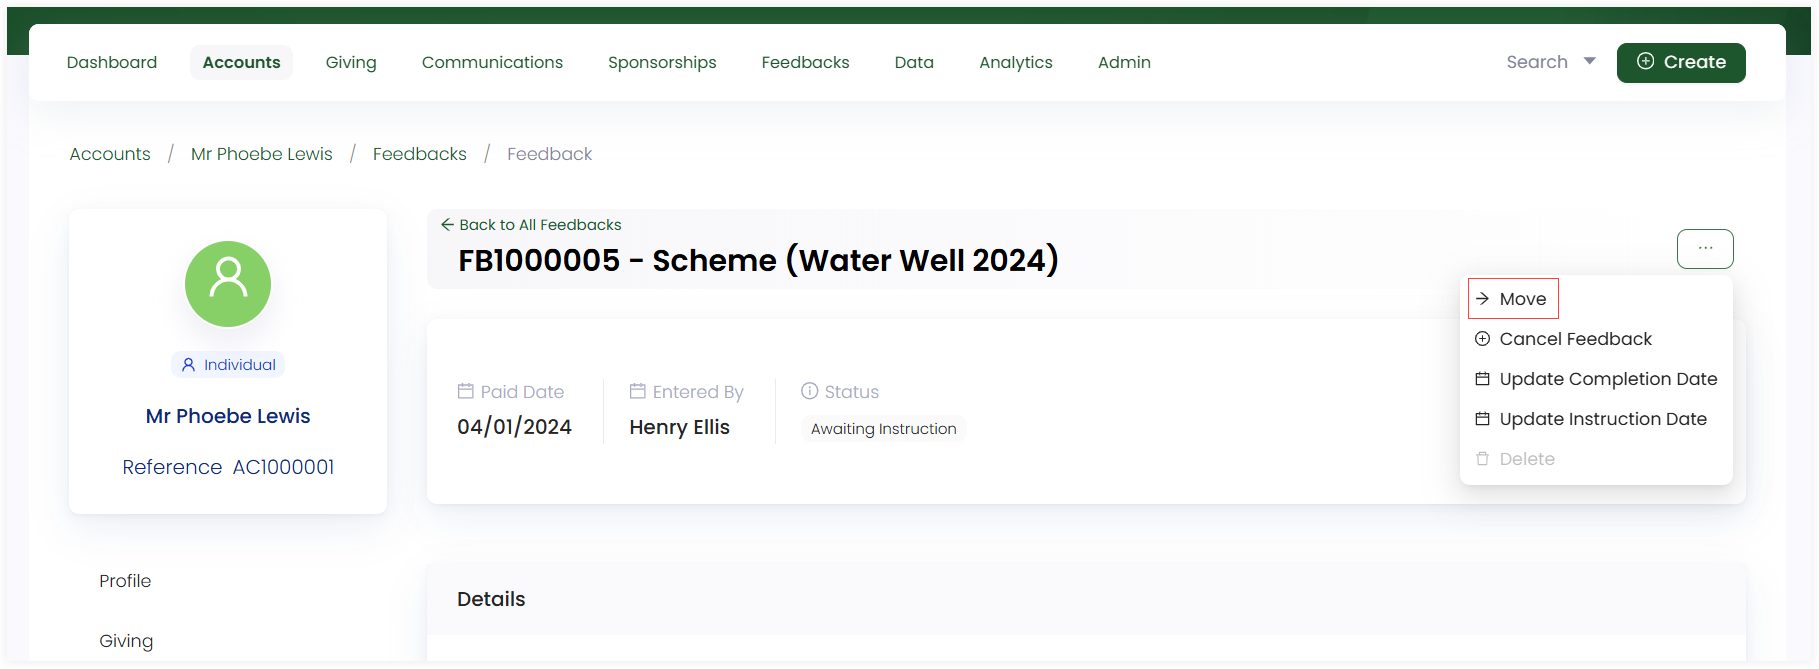 Dashboard Accounts Giving Communications Sponsorships Feedbacks Data Analytics Admin Search Create
Accounts / Mr Phoebe Lewis / Feedbacks / Feedback
Back to All Feedbacks
FB1000005 - Scheme (Water Well 2024)
...
Move
Cancel Feedback
Update Completion Date
Update Instruction Date
Delete
Individual
Mr Phoebe Lewis
Reference AC1000001
Paid Date
04/01/2024
Entered By
Henry Ellis
Status
Awaiting Instruction
Profile
Giving
Details